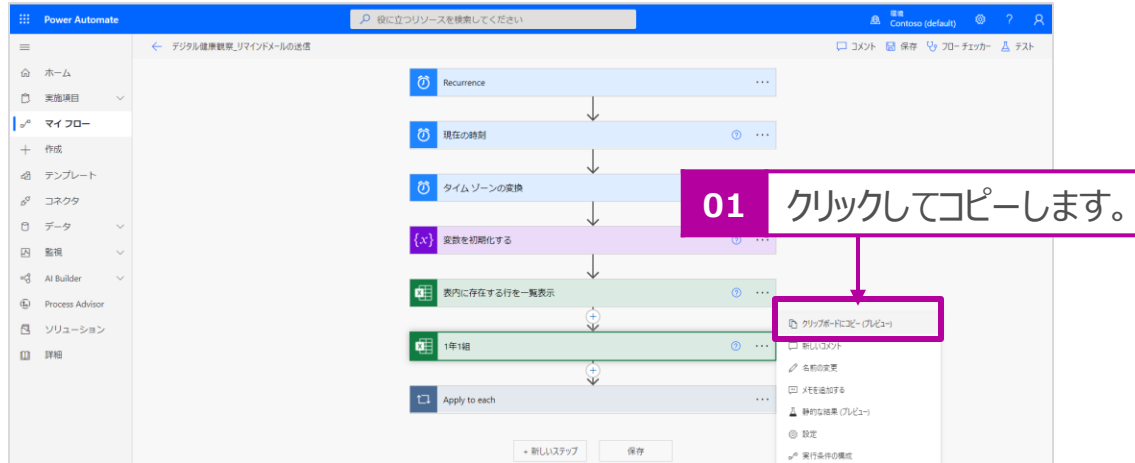 Power Automate
役に立つリソースを検索してください
環境
Contoso (default)
?
デジタル健康観察_リマインドメールの送信
コメント
保存
フロー チェッカー
テスト
ホーム
実施項目
マイ フロー
作成
テンプレート
コネクタ
データ
監視
AI Builder
Process Advisor
ソリューション
詳細
Recurrence
現在の時刻
タイム ゾーンの変換
{x} 変数を初期化する
表内に存在する行を一覧表示
1年1組
Apply to each
+ 新しいステップ
保存
01 クリックしてコピーします。
クリップボードにコピー (プレビュー)
新しいコメント
名前の変更
メモを追加する
静的な結果 (プレビュー)
設定
実行条件の構成